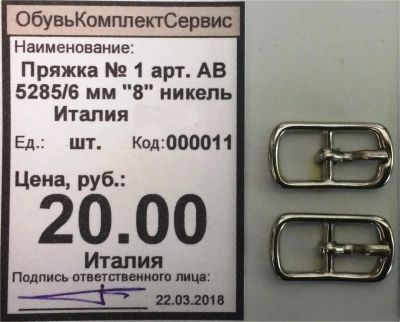 ОбувьКомплектСервис
Наименование:
Пряжка № 1 арт. АВ
5285/6 мм "8" никель
Италия
Ед.: шт. Код:000011
Цена, руб.:
20.00
Италия
Подпись ответственного лица:
22.03.2018